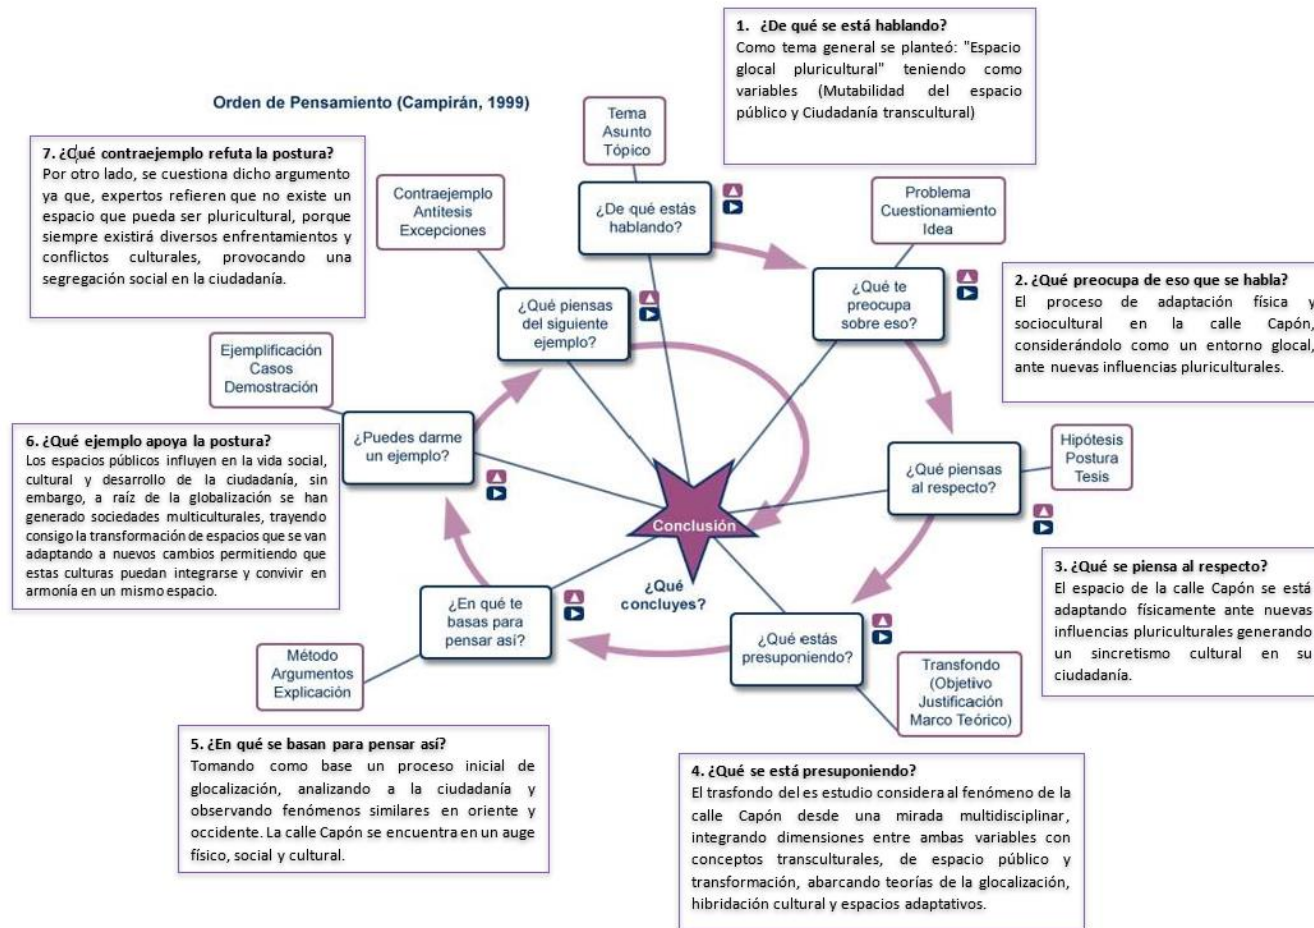 Orden de Pensamiento (Campirán, 1999)
1. ¿De qué se está hablando?
Como tema general se planteó: "Espacio
glocal pluricultural" teniendo como
variables (Mutabilidad del espacio
público y Ciudadanía transcultural)
Tema
Asunto
Tópico
¿De qué estás
hablando?
Problema
Cuestionamiento
Idea
¿Qué te
preocupa
sobre eso?
2. ¿Qué preocupa de eso que se habla?
El proceso de adaptación física y
sociocultural en la calle Capón,
considerándolo como un entorno glocal,
ante nuevas influencias pluriculturales.
¿Qué piensas
al respecto?
Hipótesis
Postura
Tesis
3. ¿Qué se piensa al respecto?
El espacio de la calle Capón se está
adaptando físicamente ante nuevas
influencias pluriculturales generando
un sincretismo cultural en su
ciudadanía.
¿Qué estás
presuponiendo?
Transfondo
(Objetivo
Justificación
Marco Teórico)
4. ¿Qué se está presuponiendo?
El trasfondo del es estudio considera al fenómeno de la
calle Capón desde una mirada multidisciplinar,
integrando dimensiones entre ambas variables con
conceptos transculturales, de espacio público y
transformación, abarcando teorías de la glocalización,
hibridación cultural y espacios adaptativos.
¿En qué te
basas para
pensar así?
Método
Argumentos
Explicación
5. ¿En qué se basan para pensar así?
Tomando como base un proceso inicial de
glocalización, analizando a la ciudadanía y
observando fenómenos similares en oriente y
occidente. La calle Capón se encuentra en un auge
físico, social y cultural.
¿Puedes darme
un ejemplo?
Ejemplificación
Casos
Demostración
6. ¿Qué ejemplo apoya la postura?
Los espacios públicos influyen en la vida social,
cultural y desarrollo de la ciudadanía, sin
embargo, a raíz de la globalización se han
generado sociedades multiculturales, trayendo
consigo la transformación de espacios que se van
adaptando a nuevos cambios permitiendo que
estas culturas puedan integrarse y convivir en
armonía en un mismo espacio.
¿Qué piensas
del siguiente
ejemplo?
Contraejemplo
Antítesis
Excepciones
7. ¿Qué contraejemplo refuta la postura?
Por otro lado, se cuestiona dicho argumento
ya que, expertos refieren que no existe un
espacio que pueda ser pluricultural, porque
siempre existirá diversos enfrentamientos y
conflictos culturales, provocando una
segregación social en la ciudadanía.
Conclusión
¿Qué
concluyes?